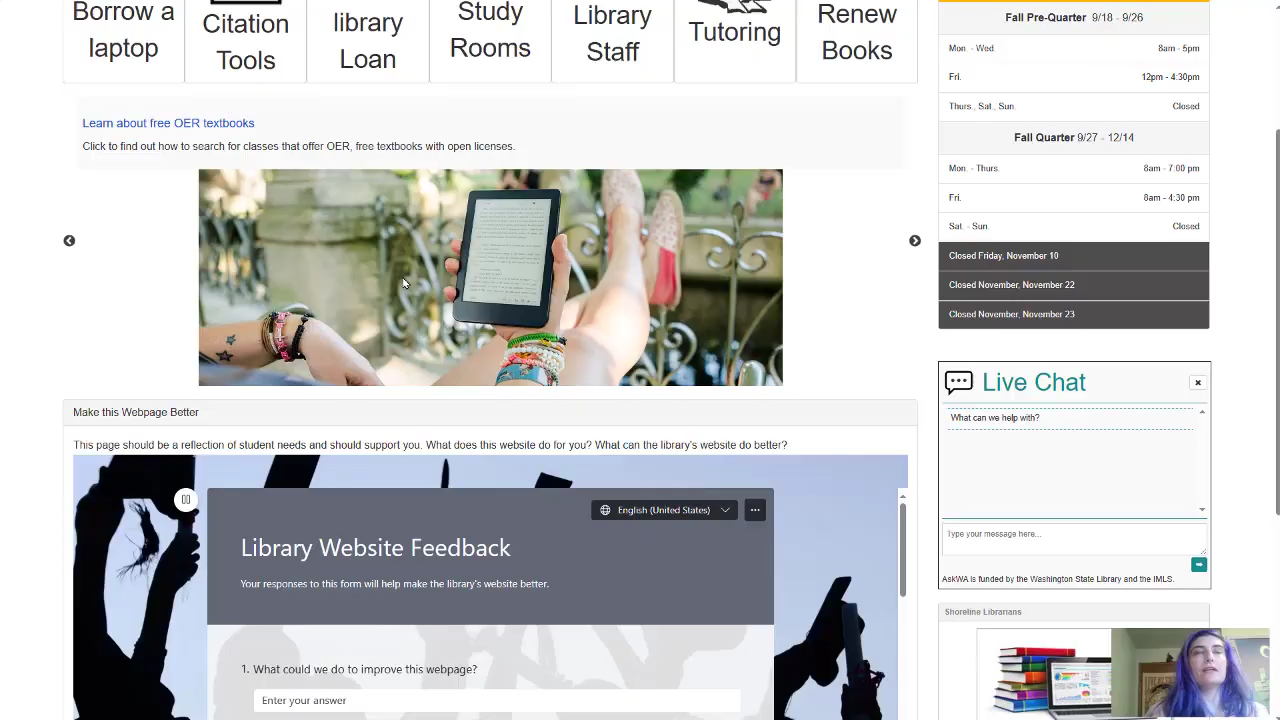 Borrow a
laptop
Citation
Tools
library
Loan
Study
Rooms
Library
Staff
Tutoring
Renew
Books
Learn about free OER textbooks
Click to find out how to search for classes that offer OER, free textbooks with open licenses.
Make this Webpage Better
This page should be a reflection of student needs and should support you. What does this website do for you? What can the library's website do better?
English (United States)
Library Website Feedback
Your responses to this form will help make the library's website better.
1. What could we do to improve this webpage?
Enter your answer
Fall Pre-Quarter 9/18 - 9/26
Mon. - Wed 8am - 5pm
Fri. 12pm - 4:30pm
Thurs., Sat., Sun. Closed
Fall Quarter 9/27 - 12/14
Mon. - Thurs. 8am - 7:00 pm
Fri. 8am - 4:30 pm
Sat. - Sun. Closed
Closed Friday, November 10
Closed November, November 22
Closed November, November 23
Live Chat
What can we help with?
Type your message here...
AskWA is funded by the Washington State Library and the IMLS.
Shoreline Librarians